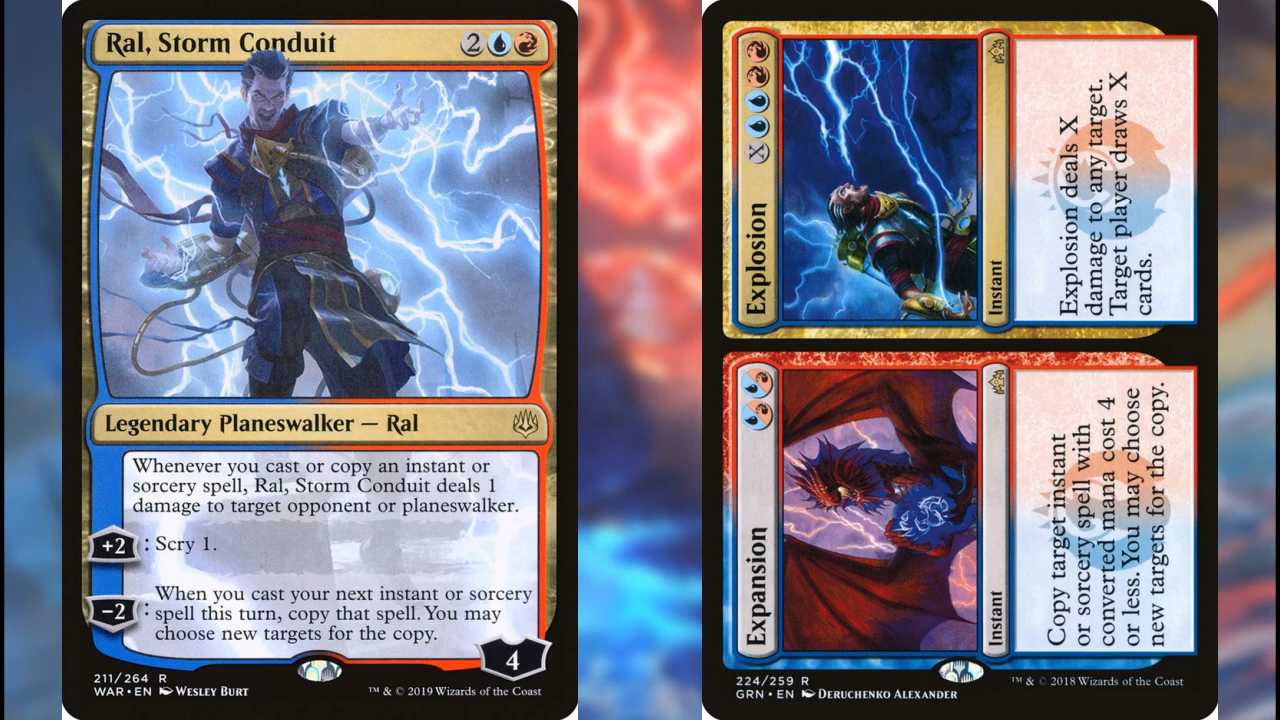 Ral, Storm Conduit
2
Legendary Planeswalker — Ral
Whenever you cast or copy an instant or
sorcery spell, Ral, Storm Conduit deals 1
damage to target opponent or planeswalker.
+2: Scry 1.
−2: When you cast your next instant or sorcery
spell this turn, copy that spell. You may
choose new targets for the copy.
4
211/264 R
WAR • EN Wesley Burt
™ & © 2019 Wizards of the Coast
Explosion
X
Instant
Explosion deals X
damage to any target.
Target player draws X
cards.
Expansion
Instant
Copy target instant
or sorcery spell with
converted mana cost 4
or less. You may choose
new targets for the copy.
224/259 R
GRN • EN Deruchenko Alexander
™ & © 2018 Wizards of the Coast